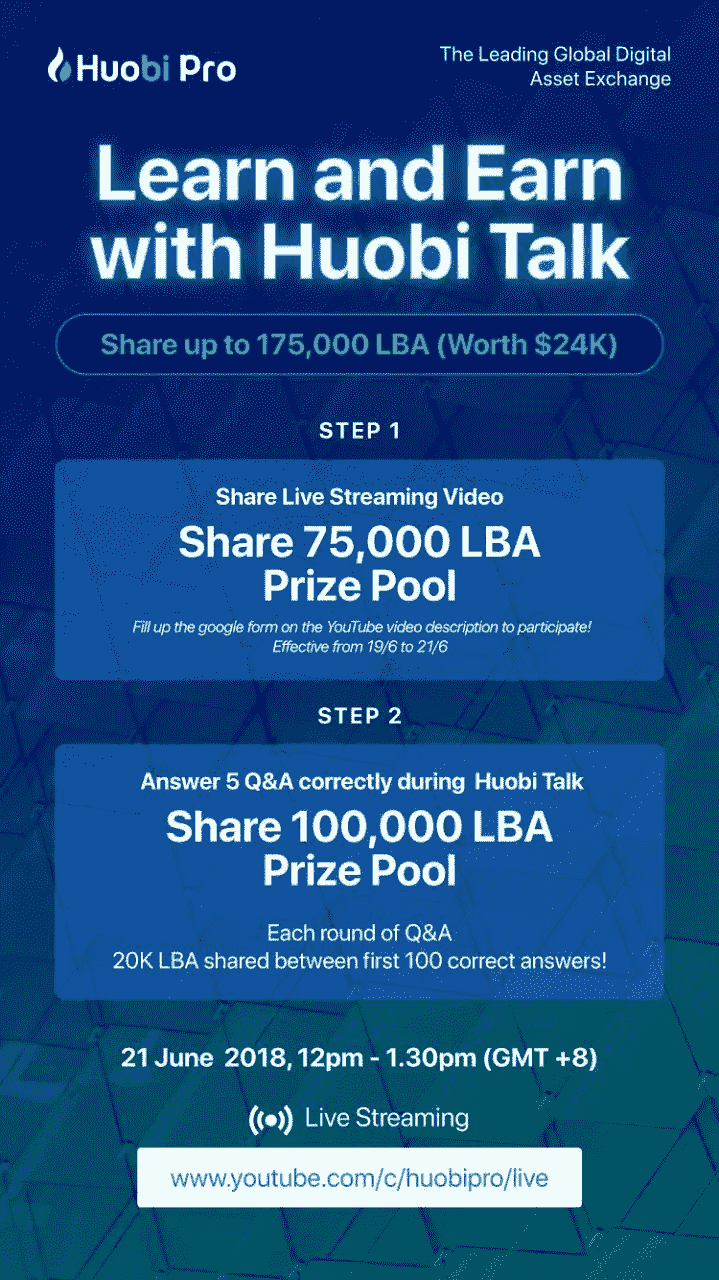 Huobi Pro
The Leading Global Digital
Asset Exchange
Learn and Earn
with Huobi Talk
Share up to 175,000 LBA (Worth $24K)
STEP 1
Share Live Streaming Video
Share 75,000 LBA
Prize Pool
Fill up the google form on the YouTube video description to participate!
Effective from 19/6 to 21/6
STEP 2
Answer 5 Q&A correctly during Huobi Talk
Share 100,000 LBA
Prize Pool
Each round of Q&A
20K LBA shared between first 100 correct answers!
21 June 2018, 12pm - 1.30pm (GMT +8)
Live Streaming
www.youtube.com/c/huobipro/live